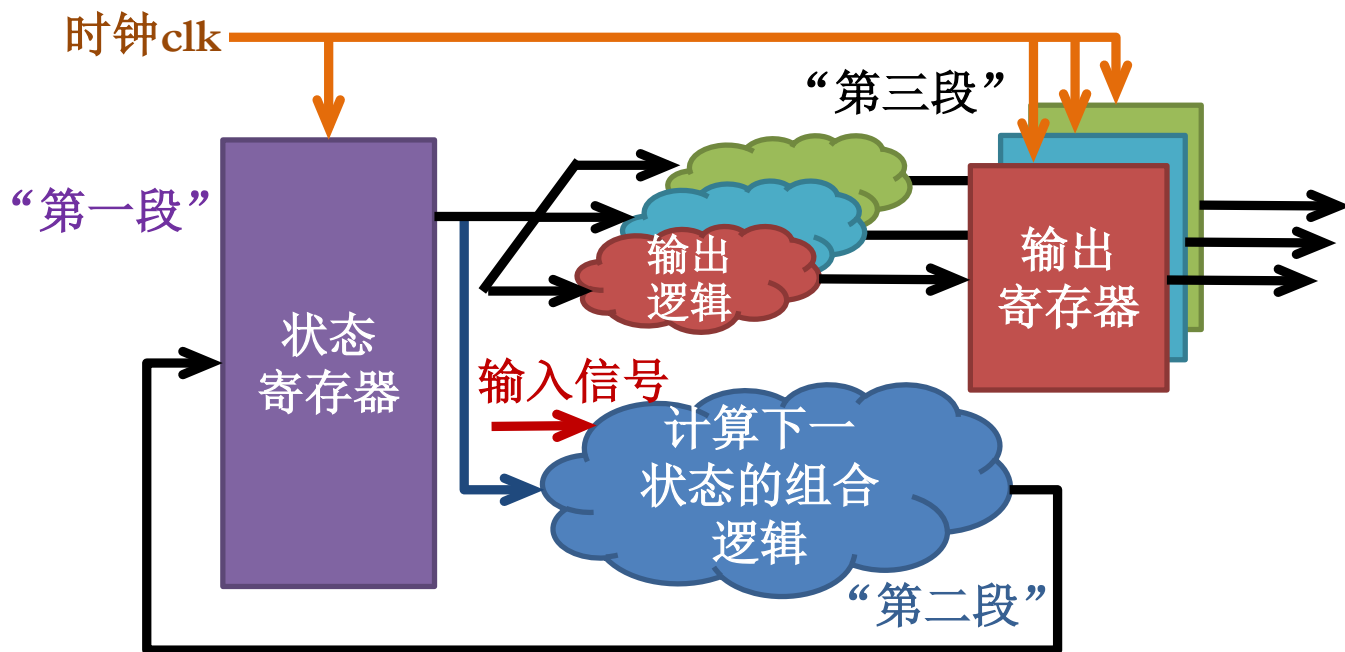 时钟clk
“第三段”
“第一段”
输出
逻辑
输出
寄存器
状态
寄存器
输入信号
计算下一
状态的组合
逻辑
“第二段”